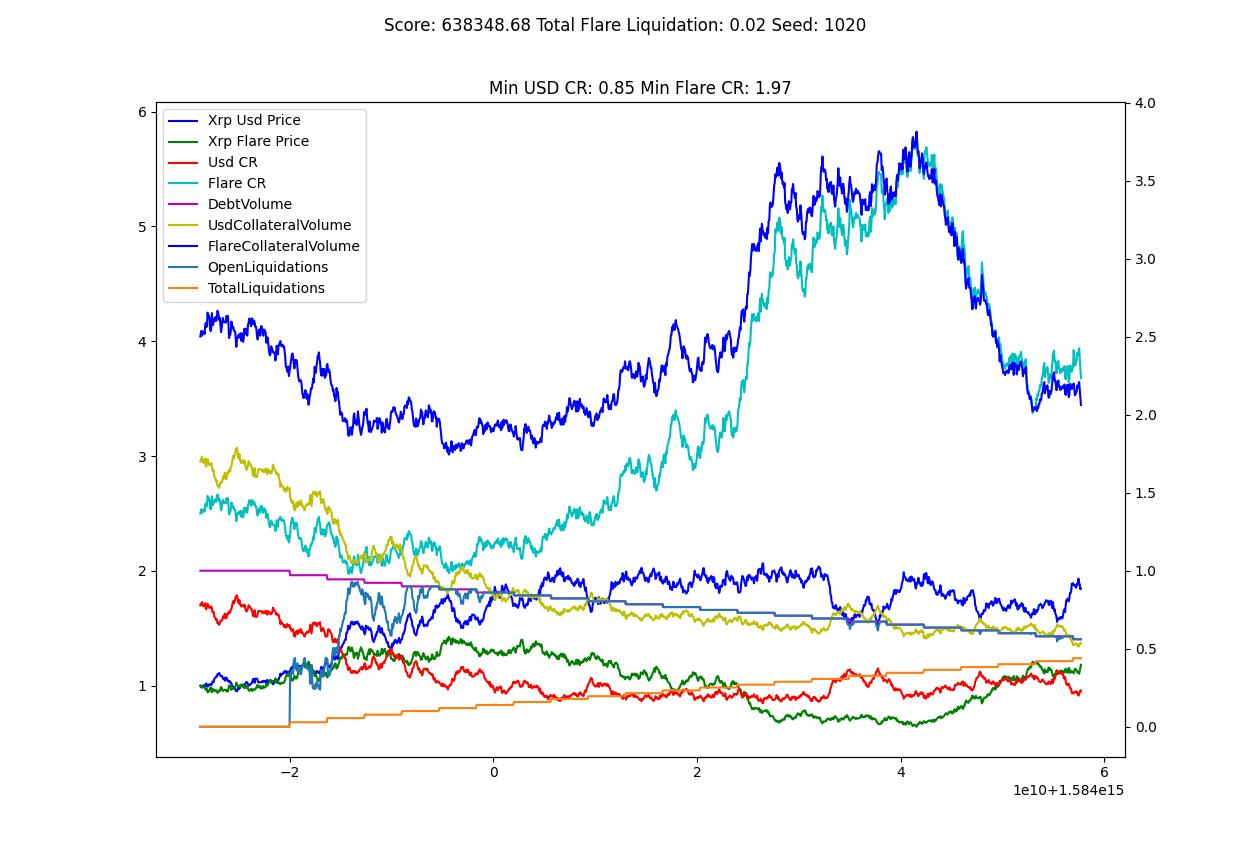 Score: 638348.68 Total Flare Liquidation: 0.02 Seed: 1020
Min USD CR: 0.85 Min Flare CR: 1.97
Xrp Usd Price
Xrp Flare Price
Usd CR
Flare CR
DebtVolume
UsdCollateralVolume
FlareCollateralVolume
OpenLiquidations
TotalLiquidations
6
5
4
3
2
1
4.0
3.5
3.0
2.5
2.0
1.5
1.0
0.5
0.0
−2 0 2 4 6
1e10+1.584e15